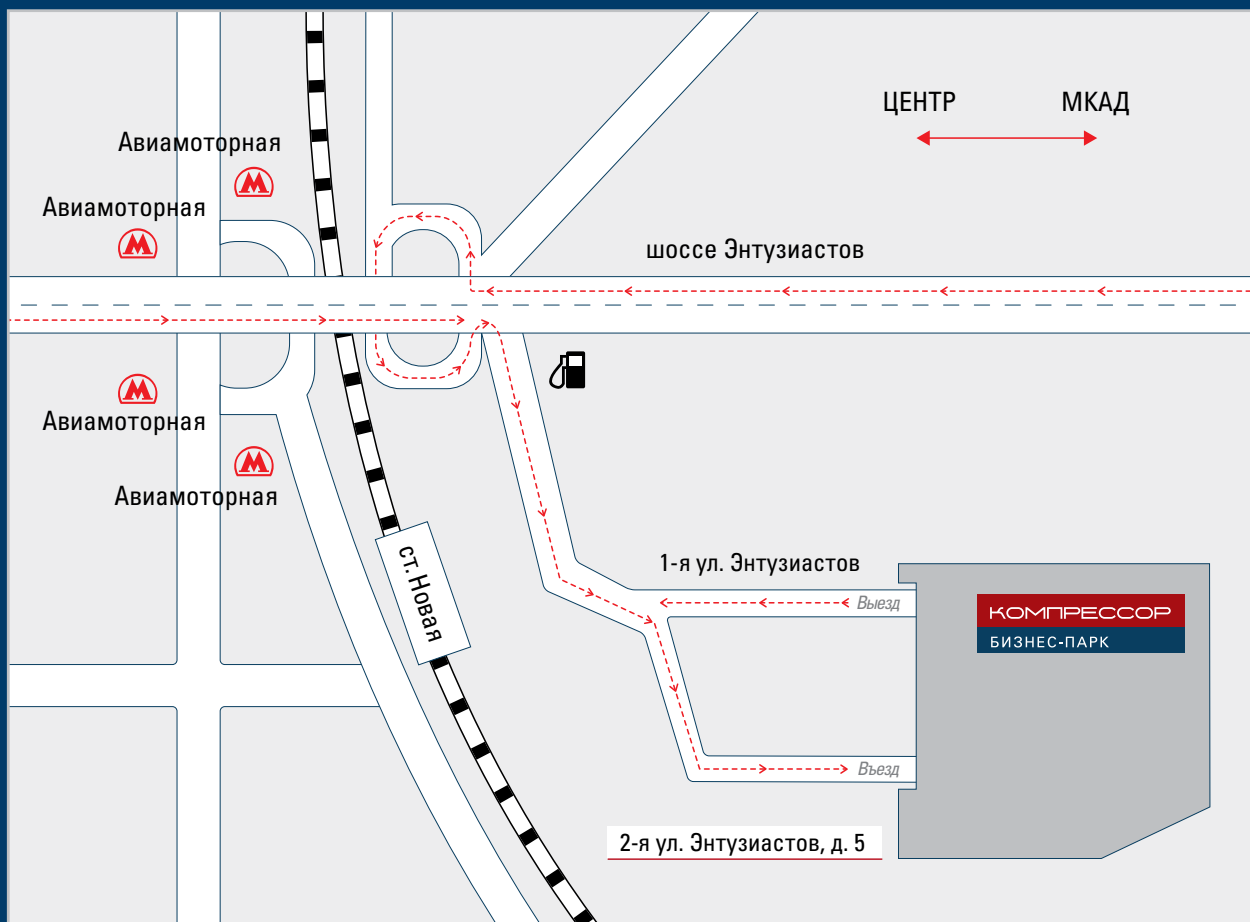 ЦЕНТР МКАД
Авиамоторная
Авиамоторная
шоссе Энтузиастов
Авиамоторная
Авиамоторная
ст. Новая
1-я ул. Энтузиастов
Выезд
КОМПРЕССОР
БИЗНЕС-ПАРК
Въезд
2-я ул. Энтузиастов, д. 5